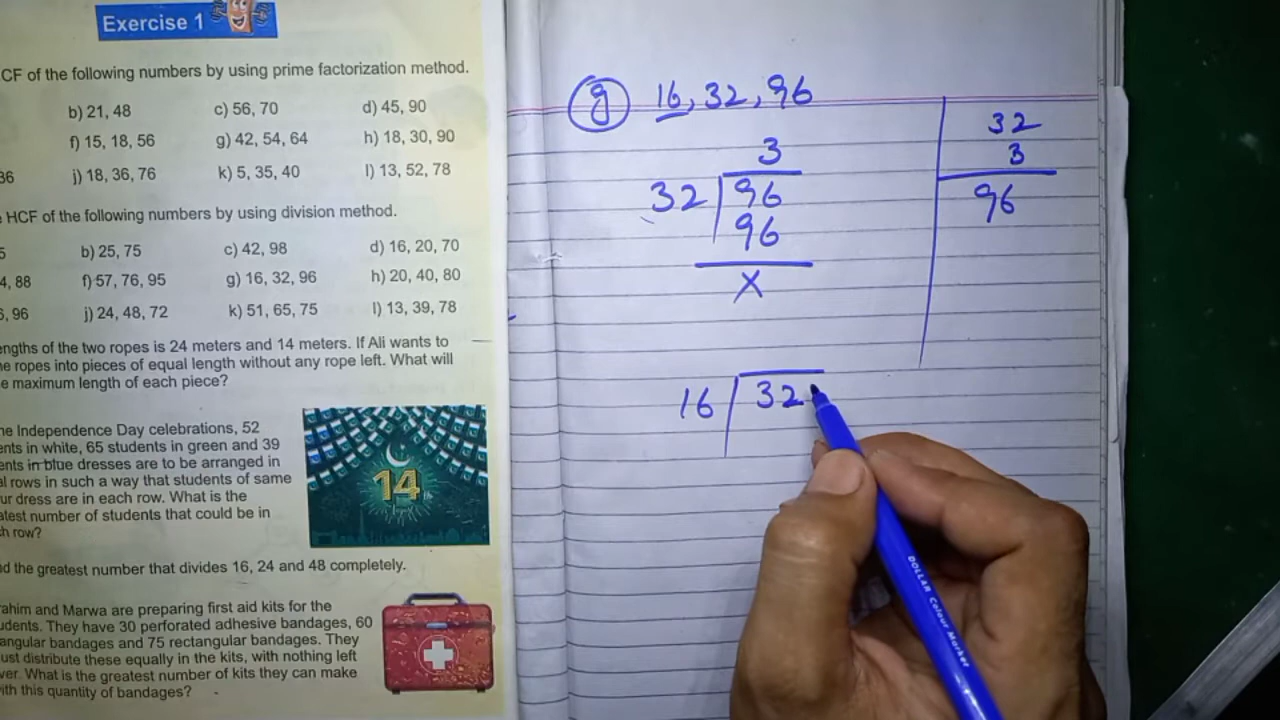 Exercise 1
CF of the following numbers by using prime factorization method.
b) 21, 48 c) 56, 70 d) 45, 90
f) 15, 18, 56 g) 42, 54, 64 h) 18, 30, 90
36 j) 18, 36, 76 k) 5, 35, 40 l) 13, 52, 78
HCF of the following numbers by using division method.
5 b) 25, 75 c) 42, 98 d) 16, 20, 70
4, 88 f) 57, 76, 95 g) 16, 32, 96 h) 20, 40, 80
6, 96 j) 24, 48, 72 k) 51, 65, 75 l) 13, 39, 78
engths of the two ropes is 24 meters and 14 meters. If Ali wants to
e ropes into pieces of equal length without any rope left. What will
e maximum length of each piece?
he Independence Day celebrations, 52
ents in white, 65 students in green and 39
ents in blue dresses are to be arranged in
al rows in such a way that students of same
ur dress are in each row. What is the
atest number of students that could be in
ch row?
14
d the greatest number that divides 16, 24 and 48 completely.
rahim and Marwa are preparing first aid kits for the
udents. They have 30 perforated adhesive bandages, 60
angular bandages and 75 rectangular bandages. They
ust distribute these equally in the kits, with nothing left
ver. What is the greatest number of kits they can make
ith this quantity of bandages?
g 16, 32, 96
3
32 96
96
x
32
3
96
16 32
DOLLAR Colour Marker